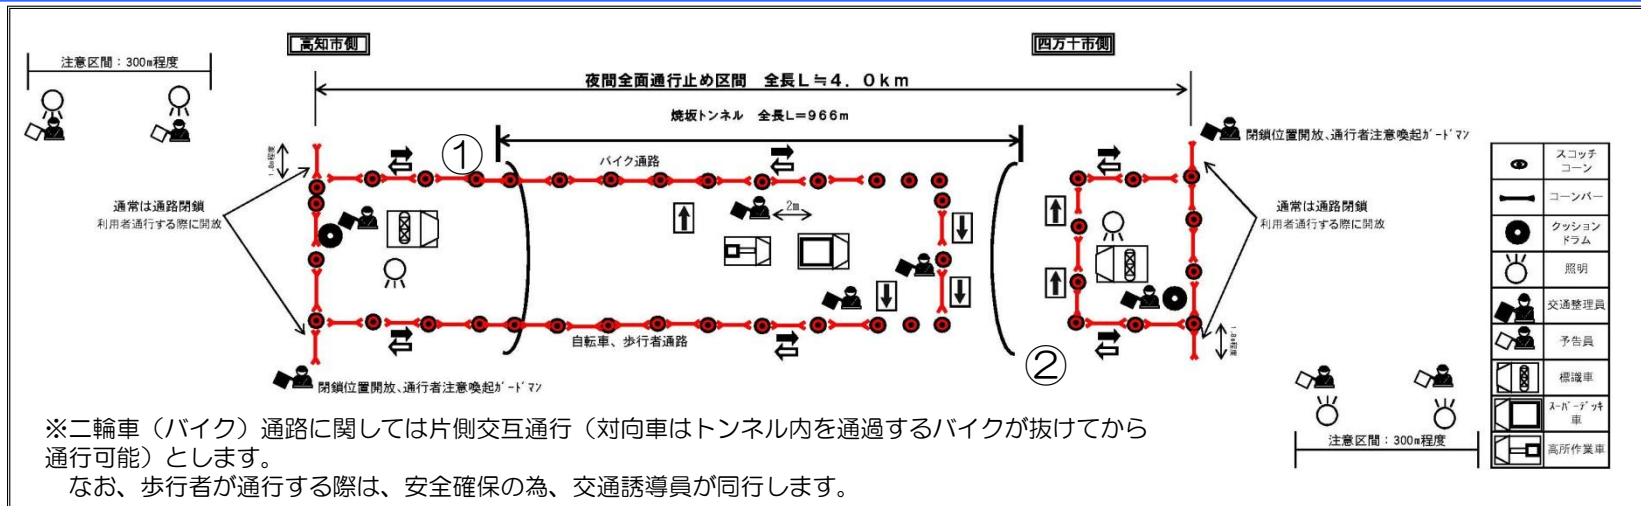 高知市側
四万十市側
注意区間：300m程度
夜間全面通行止め区間　全長L≒4．0km
焼坂トンネル　全長L=966m
閉鎖位置開放、通行者注意喚起ｶﾞｰﾄﾞﾏﾝ
1.8m程度
①
バイク通路
通常は通路閉鎖
利用者通行する際に開放
2m
通常は通路閉鎖
利用者通行する際に開放
自転車、歩行者通路
②
1.8m程度
閉鎖位置開放、通行者注意喚起ｶﾞｰﾄﾞﾏﾝ
注意区間：300m程度
スコッチ
コーン
コーンバー
クッション
ドラム
照明
交通整理員
予告員
標識車
ｽｰﾊﾟｰﾃﾞｯｷ
車
高所作業車
※二輪車（バイク）通路に関しては片側交互通行（対向車はトンネル内を通過するバイクが抜けてから
通行可能）とします。
なお、歩行者が通行する際は、安全確保の為、交通誘導員が同行します。